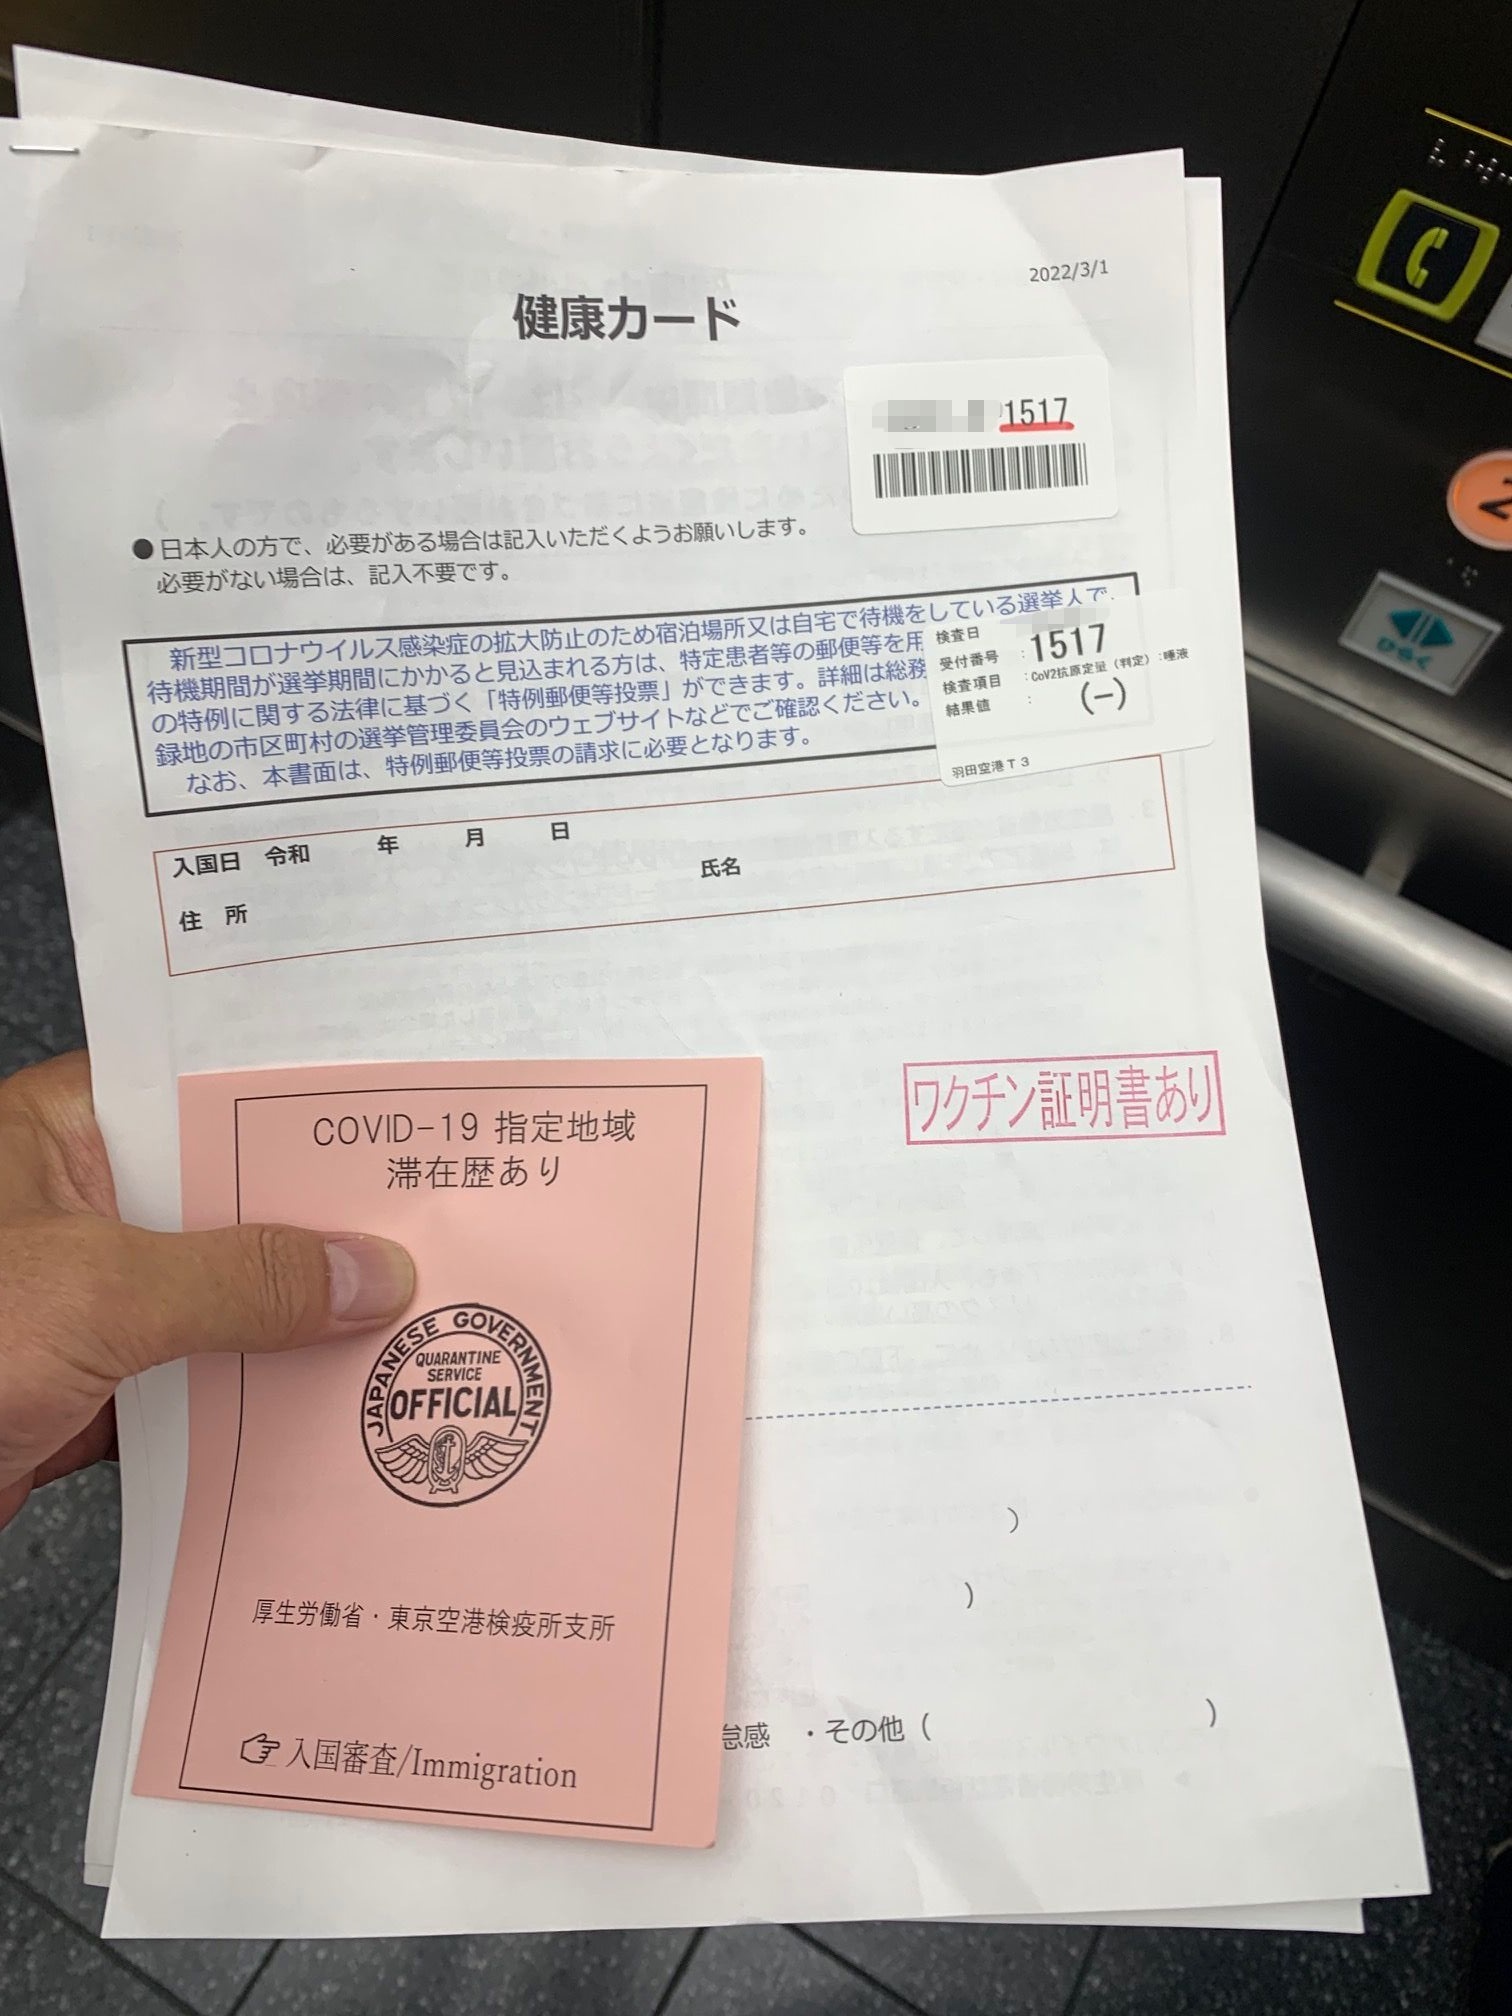 2022/3/1
健康カード
1517
●日本人の方で、必要がある場合は記入いただくようお願いします。
必要がない場合は、記入不要です。
新型コロナウイルス感染症の拡大防止のため宿泊場所又は自宅で待機をしている選挙人で、
待機期間が選挙期間にかかると見込まれる方は、特定患者等の郵便等を用
の特例に関する法律に基づく「特例郵便等投票」ができます。詳細は総務
録地の市区町村の選挙管理委員会のウェブサイトなどでご確認ください。
なお、本書面は、特例郵便等投票の請求に必要となります。
検査日
受付番号 : 1517
検査項目 : CoV2抗原定量(判定):唾液
結果値 : (−)
羽田空港T3
入国日 令和 年 月 日
氏名
住 所
ワクチン証明書あり
COVID-19 指定地域
滞在歴あり
JAPANESE GOVERNMENT
QUARANTINE
SERVICE
OFFICIAL
厚生労働省・東京空港検疫所支所
☞入国審査/Immigration
)
)
怠感 ・その他 ( )
2
ひらく